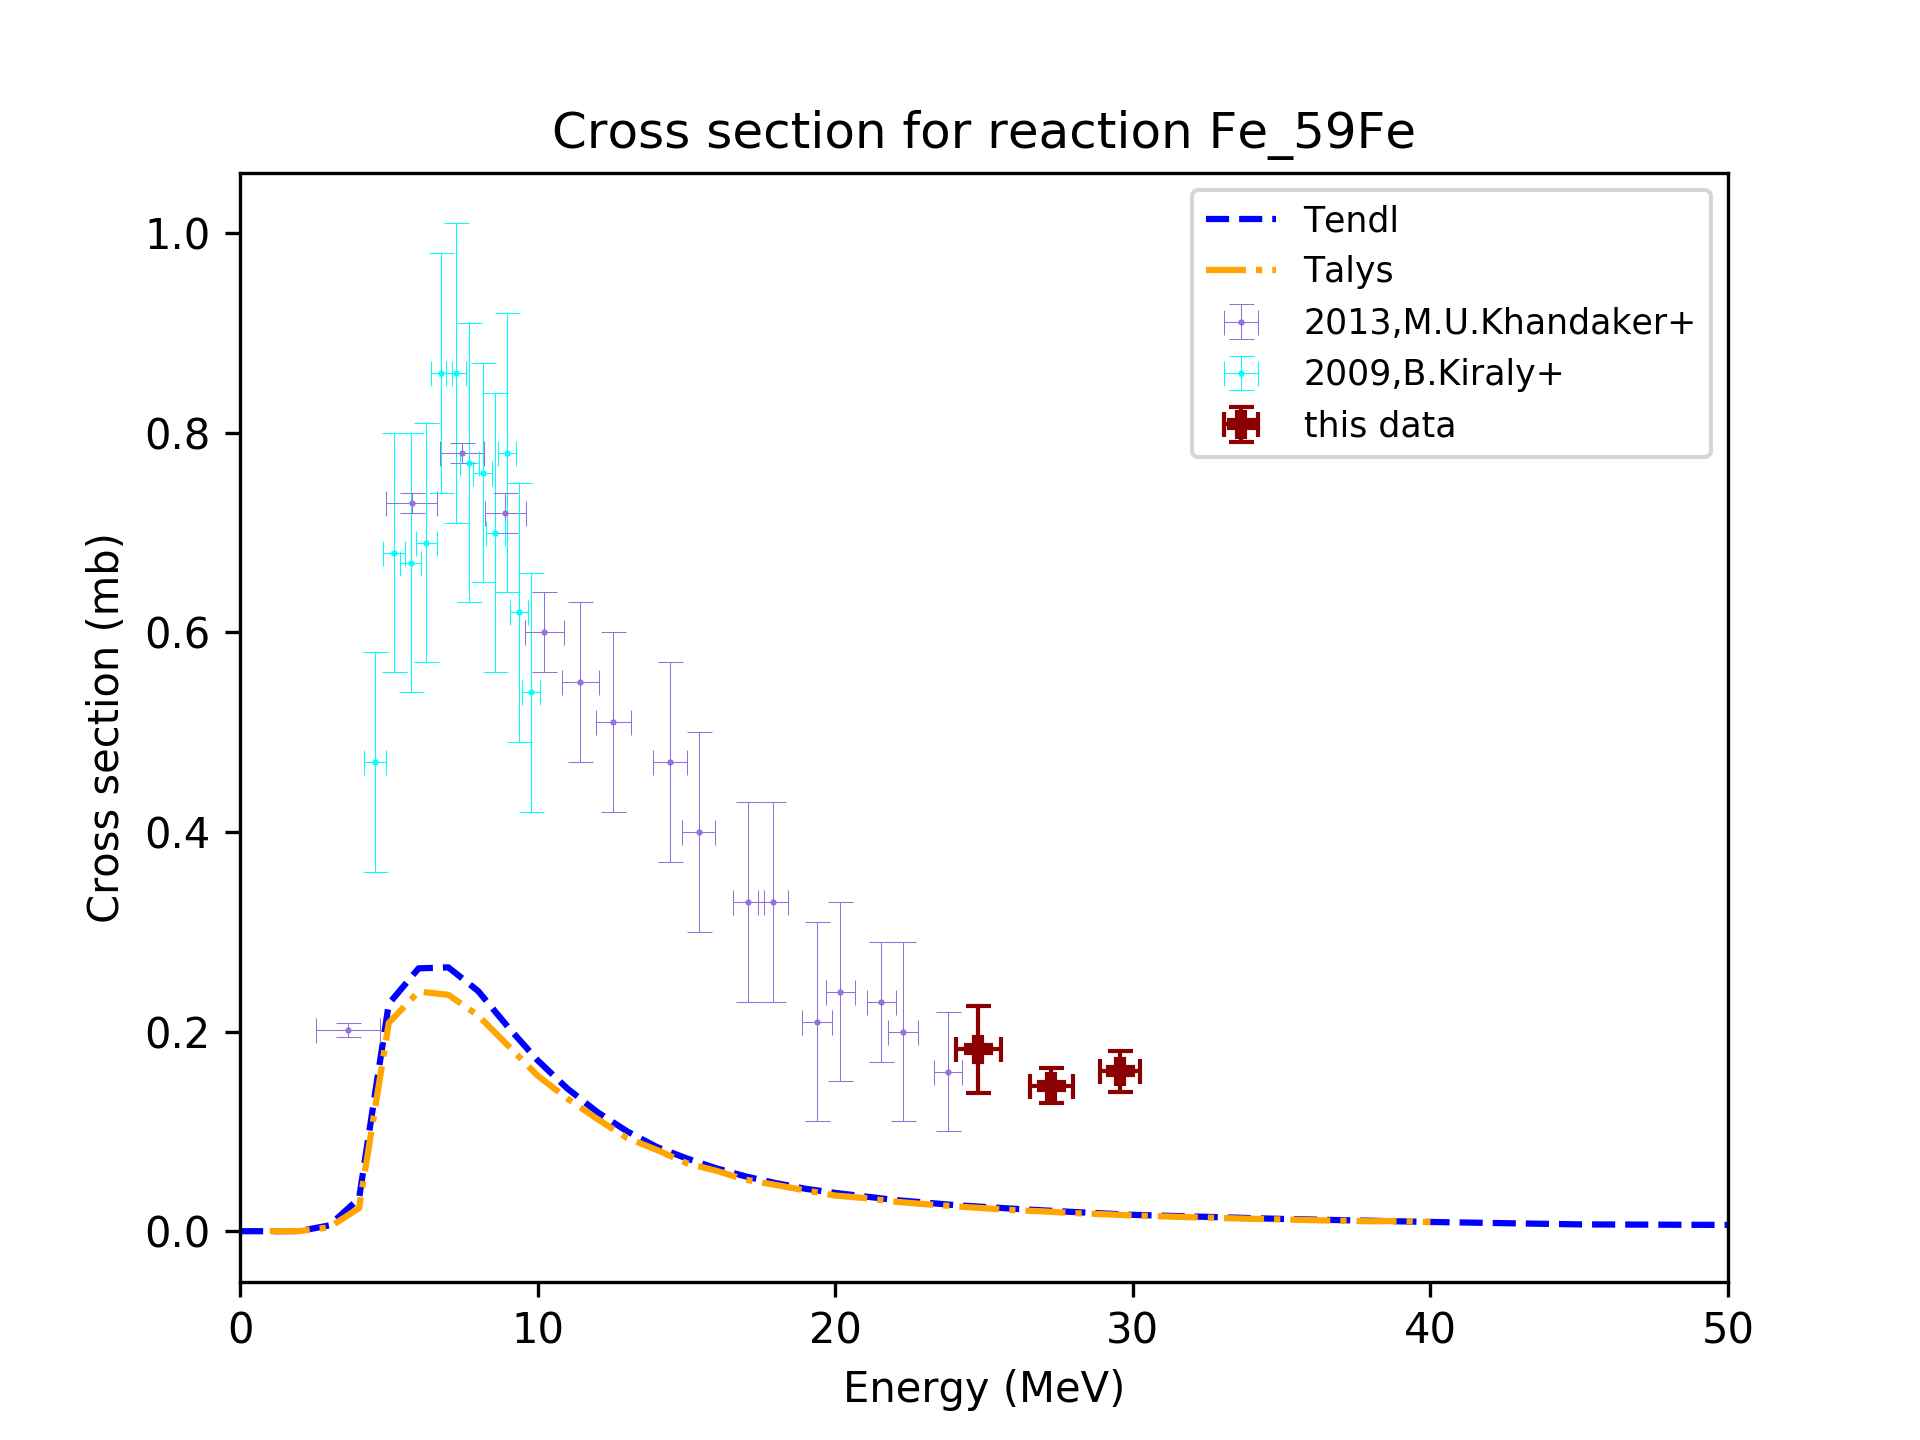 Cross section for reaction Fe_59Fe
Tendl
Talys
2013,M.U.Khandaker+
2009,B.Kiraly+
this data
Cross section (mb)
1.0
0.8
0.6
0.4
0.2
0.0
0 10 20 30 40 50
Energy (MeV)